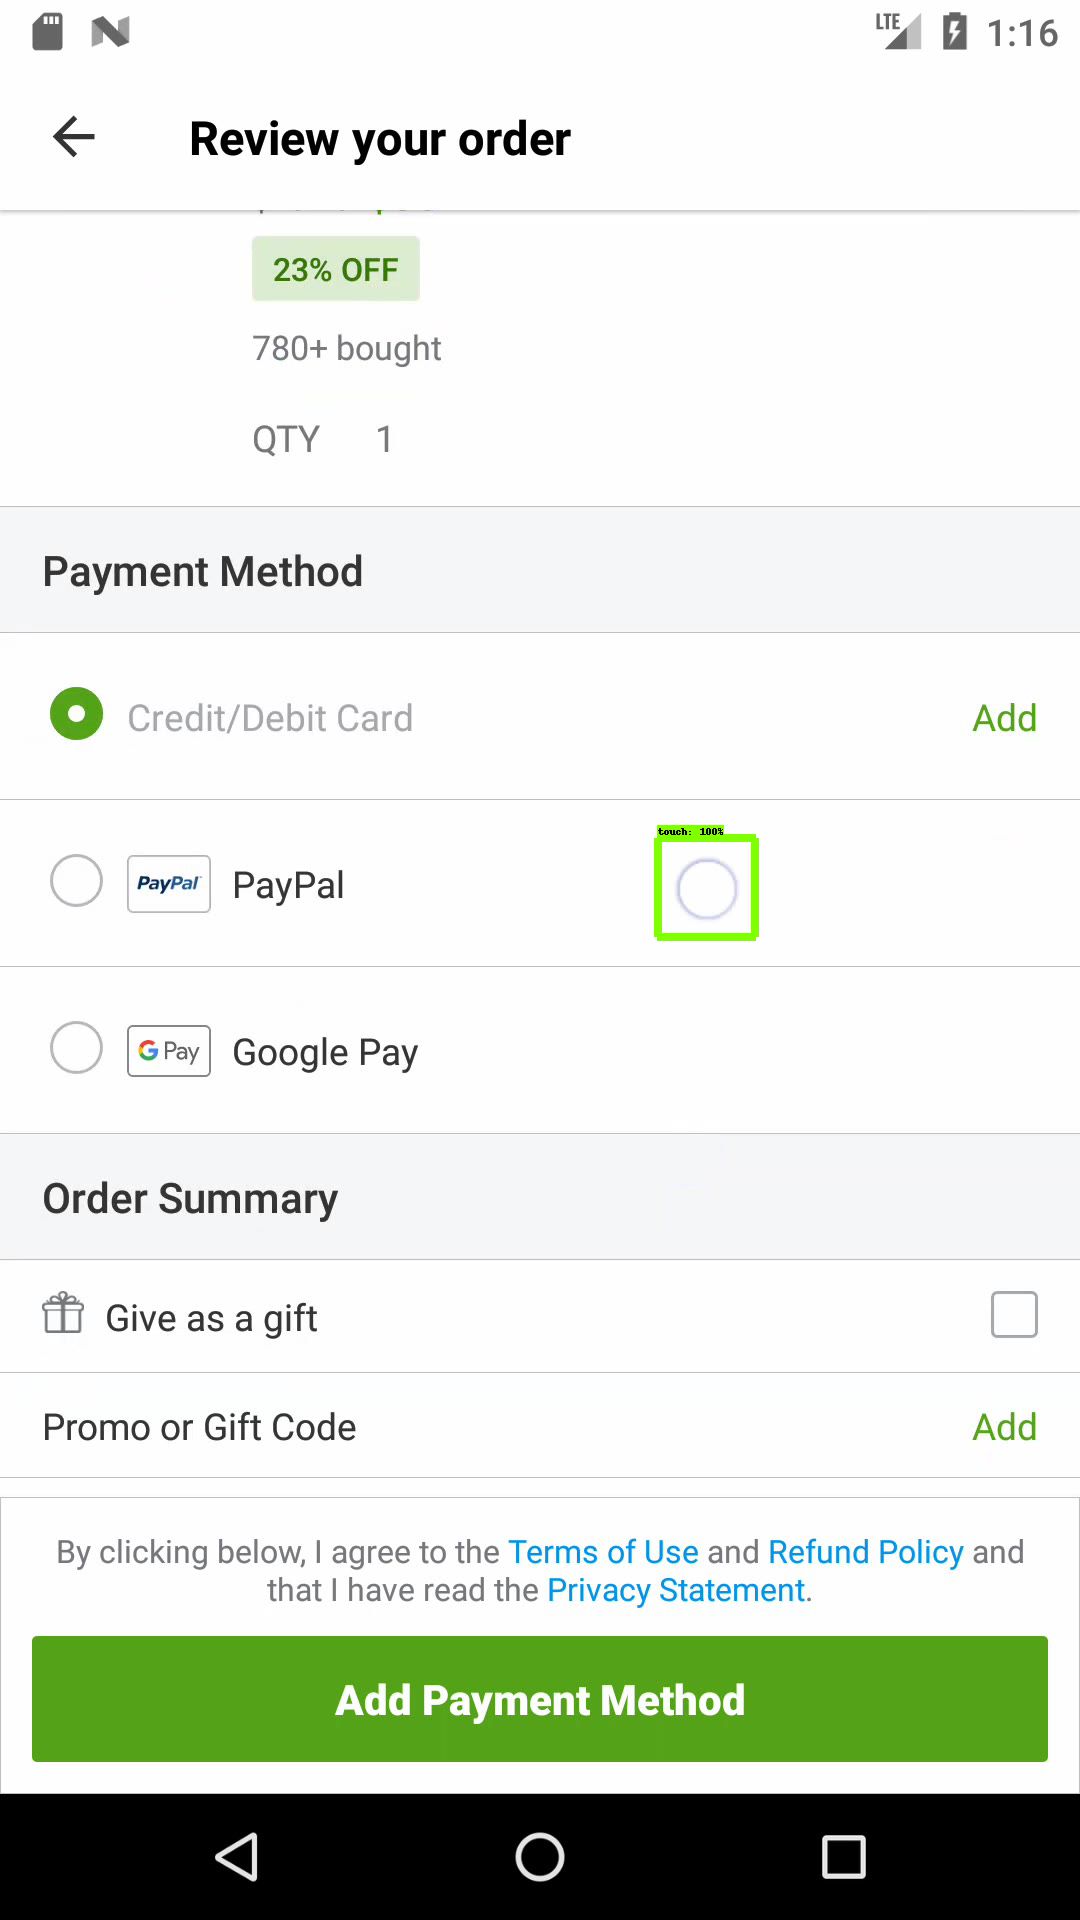 LTE 1:16
Review your order
23% OFF
780+ bought
QTY 1
Payment Method
Credit/Debit Card Add
touch: 100%
PayPal PayPal
G Pay Google Pay
Order Summary
Give as a gift
Promo or Gift Code Add
By clicking below, I agree to the Terms of Use and Refund Policy and
that I have read the Privacy Statement.
Add Payment Method